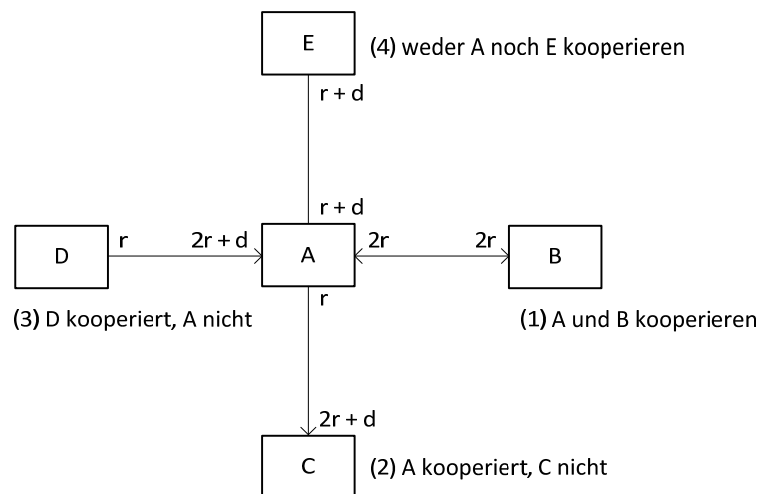 E
(4) weder A noch E kooperieren
r + d
r + d
D
r
2r + d
A
2r
2r
B
r
(3) D kooperiert, A nicht
(1) A und B kooperieren
2r + d
C
(2) A kooperiert, C nicht